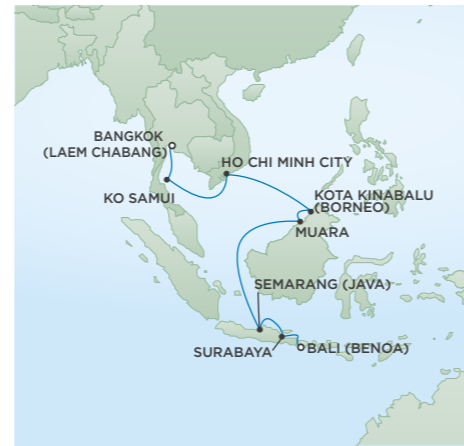 BANGKOK
(LAEM CHABANG)
HO CHI MINH CITY
KO SAMUI
KOTA KINABALU
(BORNEO)
MUARA
SEMARANG (JAVA)
SURABAYA
BALI (BENOA)